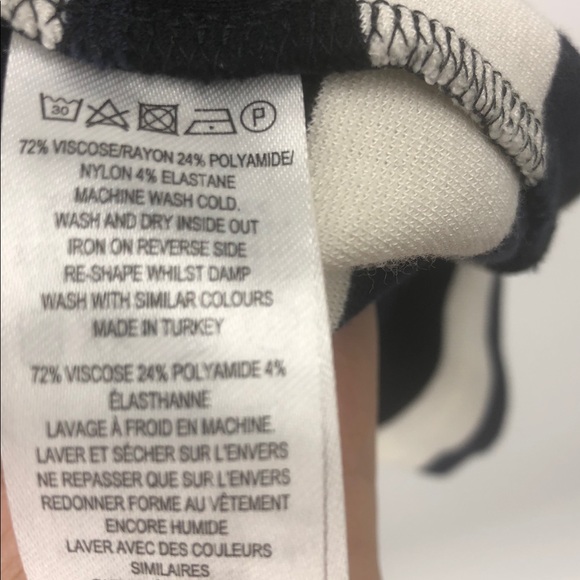 30 P
72% VISCOSE/RAYON 24% POLYAMIDE/
NYLON 4% ELASTANE
MACHINE WASH COLD.
WASH AND DRY INSIDE OUT
IRON ON REVERSE SIDE
RE-SHAPE WHILST DAMP
WASH WITH SIMILAR COLOURS
MADE IN TURKEY
72% VISCOSE 24% POLYAMIDE 4%
ÉLASTHANNE
LAVAGE À FROID EN MACHINE.
LAVER ET SÉCHER SUR L'ENVERS
NE REPASSER QUE SUR L'ENVERS
REDONNER FORME AU VÊTEMENT
ENCORE HUMIDE
LAVER AVEC DES COULEURS
SIMILAIRES